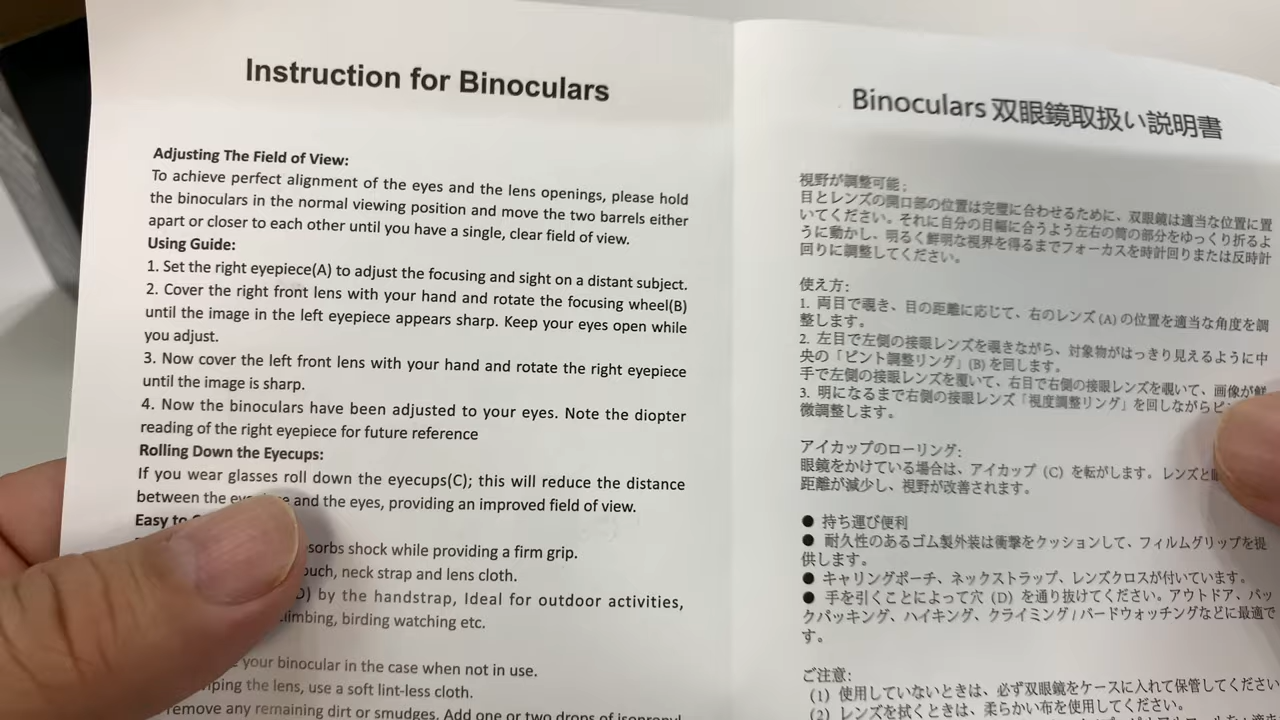 Instruction for Binoculars
Adjusting The Field of View:
To achieve perfect alignment of the eyes and the lens openings, please hold
the binoculars in the normal viewing position and move the two barrels either
apart or closer to each other until you have a single, clear field of view.
Using Guide:
1. Set the right eyepiece(A) to adjust the focusing and sight on a distant subject.
2. Cover the right front lens with your hand and rotate the focusing wheel(B)
until the image in the left eyepiece appears sharp. Keep your eyes open while
you adjust.
3. Now cover the left front lens with your hand and rotate the right eyepiece
until the image is sharp.
4. Now the binoculars have been adjusted to your eyes. Note the diopter
reading of the right eyepiece for future reference
Rolling Down the Eyecups:
If you wear glasses roll down the eyecups(C); this will reduce the distance
between the and the eyes, providing an improved field of view.
Easy to
shock while providing a firm grip.
neck strap and lens cloth.
by the handstrap, Ideal for outdoor activities,
birding watching etc.
your binocular in the case when not in use.
the lens, use a soft lint-less cloth.
remove any remaining dirt or smudges. Add one or two drops of
Binoculars 双眼鏡取扱い説明書
視野が調整可能;
目とレンズの開口部の位置は完璧に合わせるために、双眼鏡は適当な位置に置
いてください。それに自分の目幅に合うよう左右の筒の部分をゆっくり折るよ
うに動かし、明るく鮮明な視界を得るまでフォーカスを時計回りまたは反時計
回りに調整してください。
使え方:
1. 両目で覗き、目の距離に応じて、右のレンズ(A)の位置を適当な角度を調
整します。
2. 左目で左側の接眼レンズを覗きながら、対象物がはっきり見えるように中
央の「ピント調整リング」(B)を回します。
手で左側の接眼レンズを覆いて、右目で右側の接眼レンズを覗いて、画像が鮮
3. 明になるまで右側の接眼レンズ「視度調整リング」を回しながらピ
微調整します。
アイカップのローリング:
眼鏡をかけている場合は、アイカップ(C)を転がします。レンズと
距離が減少し、視野が改善されます。
● 持ち運び便利
● 耐久性のあるゴム製外装は衝撃をクッションして、フィルムグリップを提
供します。
● キャリングポーチ、ネックストラップ、レンズクロスが付いています。
● 手を引くことによって穴(D)を通り抜けてください。アウトドア、バッ
クパッキング、ハイキング、クライミング/バードウォッチングなどに最適で
す。
ご注意:
(1) 使用していないときは、必ず双眼鏡をケースに入れて保管してください
(2) レンズを拭くときは、柔らかい布を使用してください。